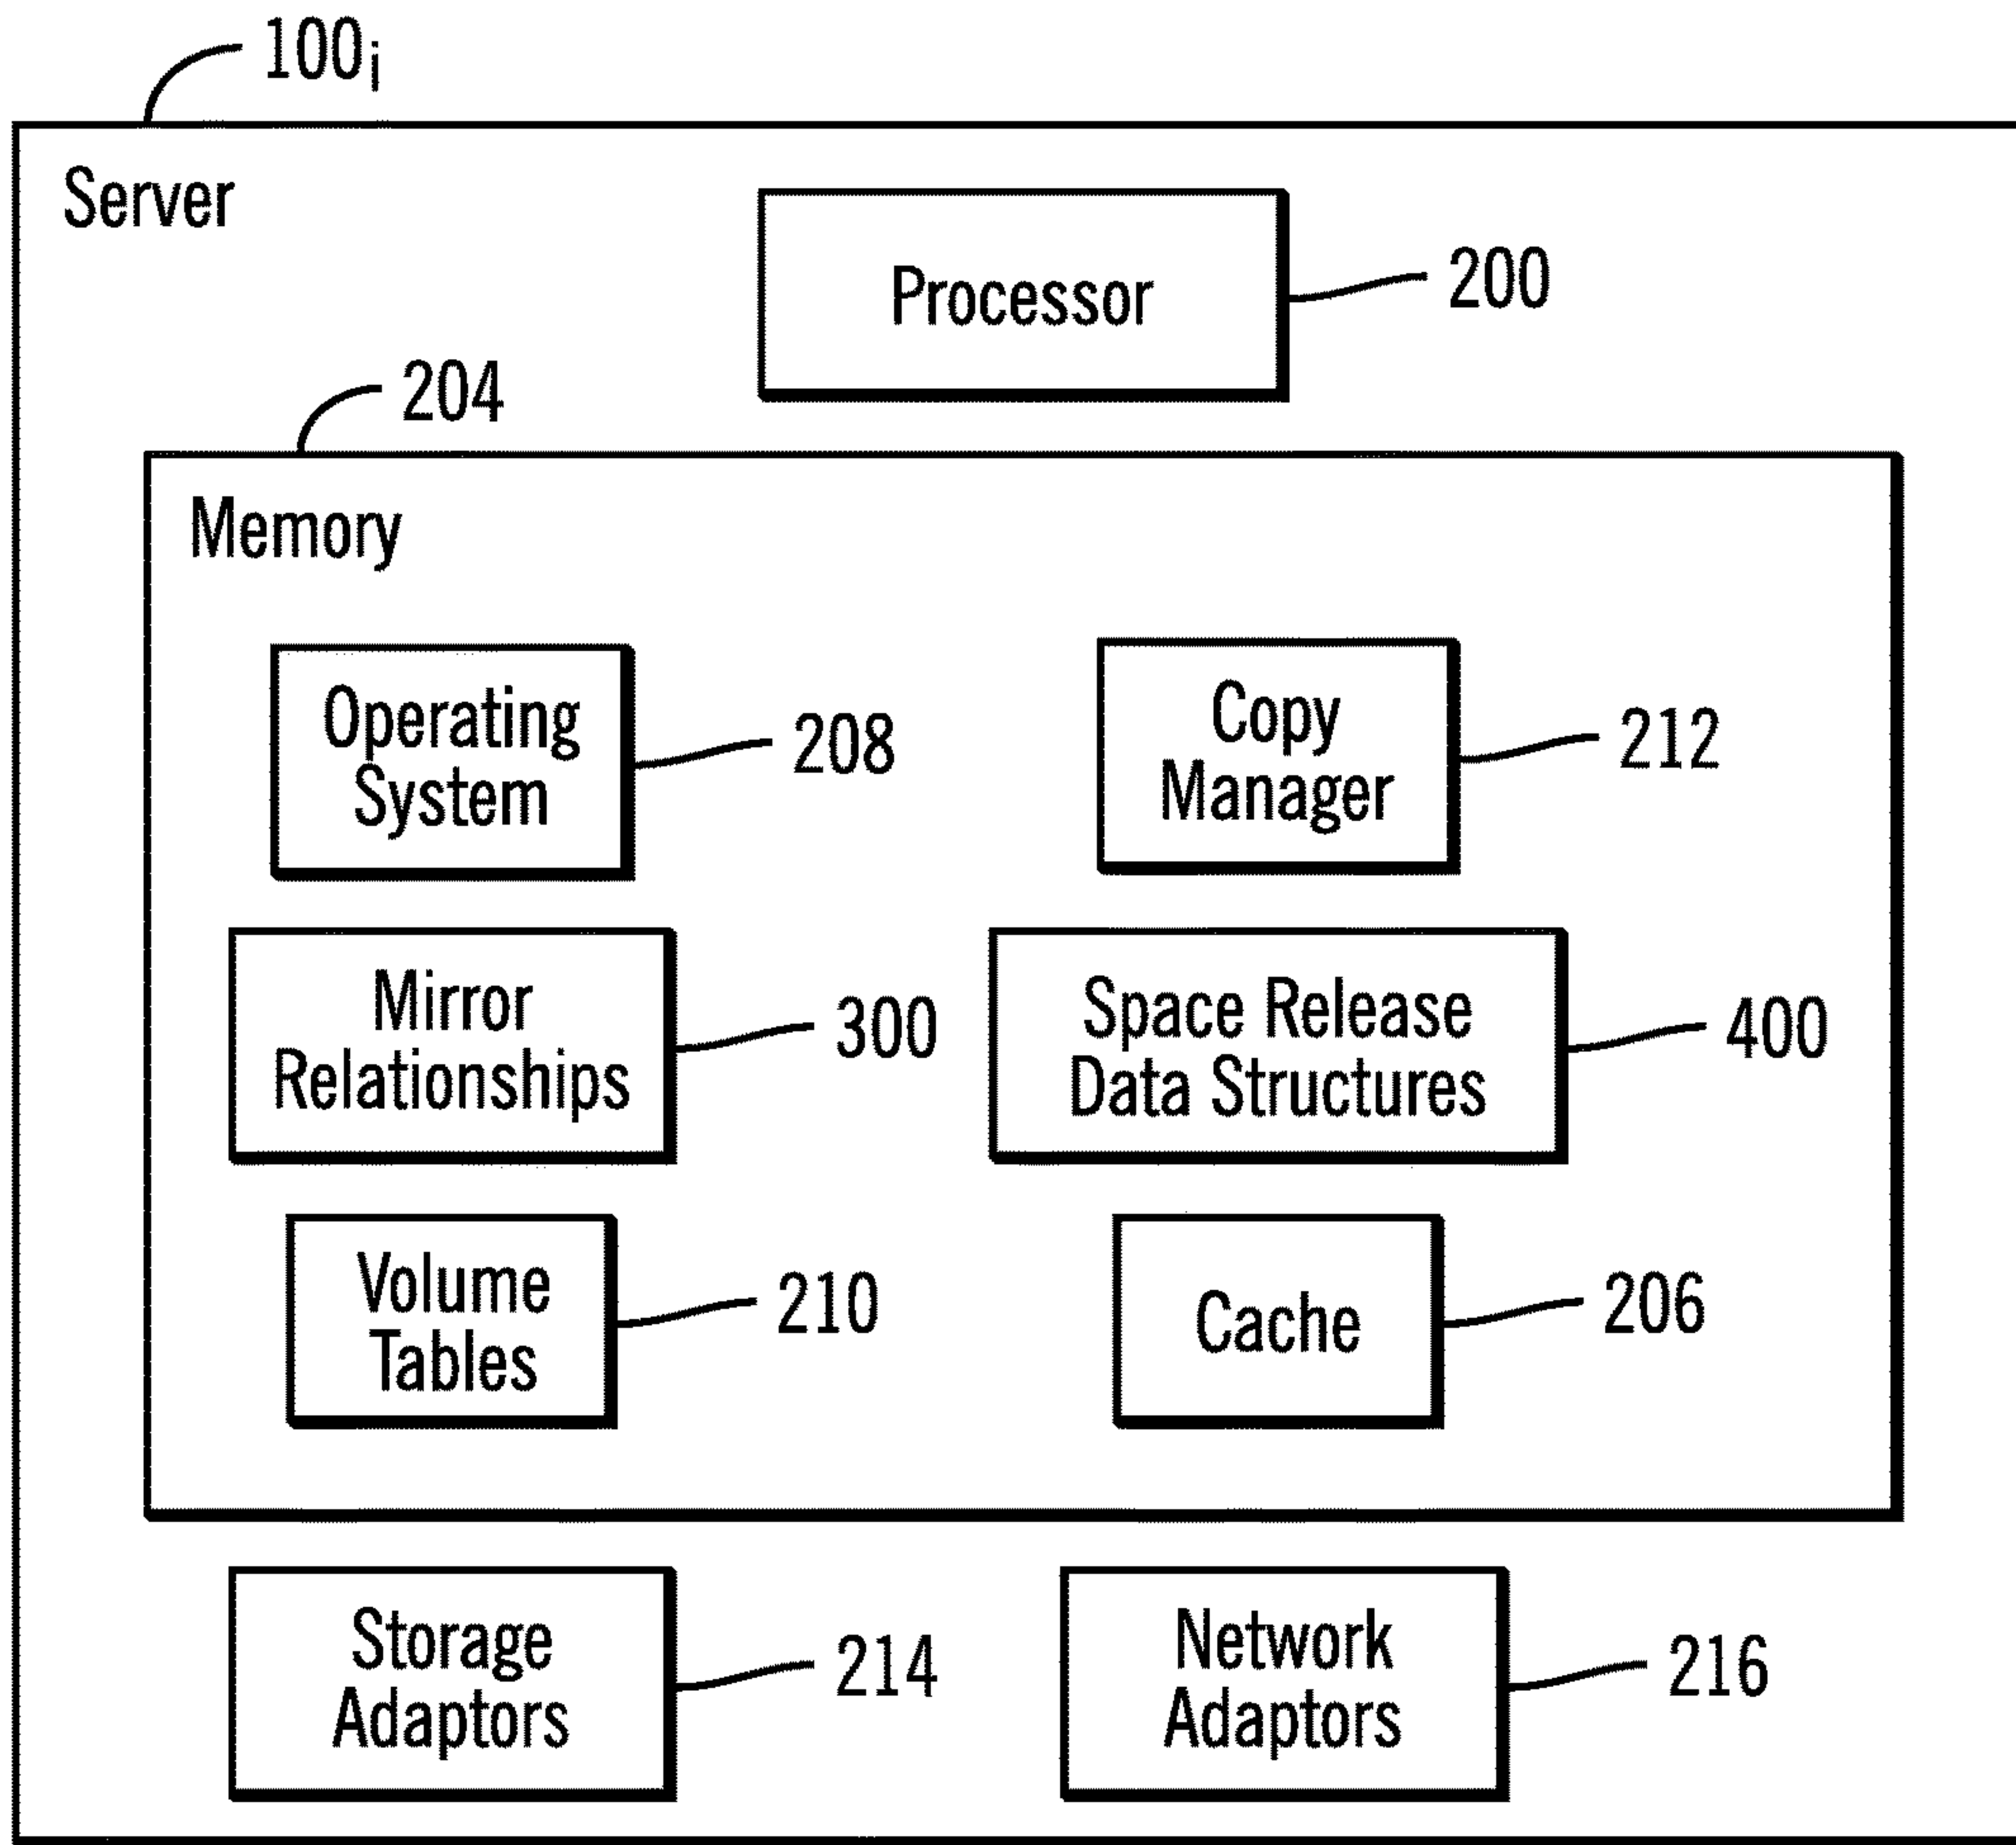 100i
Server
Processor
200
204
Memory
Operating
System
208
Copy
Manager
212
Mirror
Relationships
300
Space Release
Data Structures
400
Volume
Tables
210
Cache
206
Storage
Adaptors
214
Network
Adaptors
216